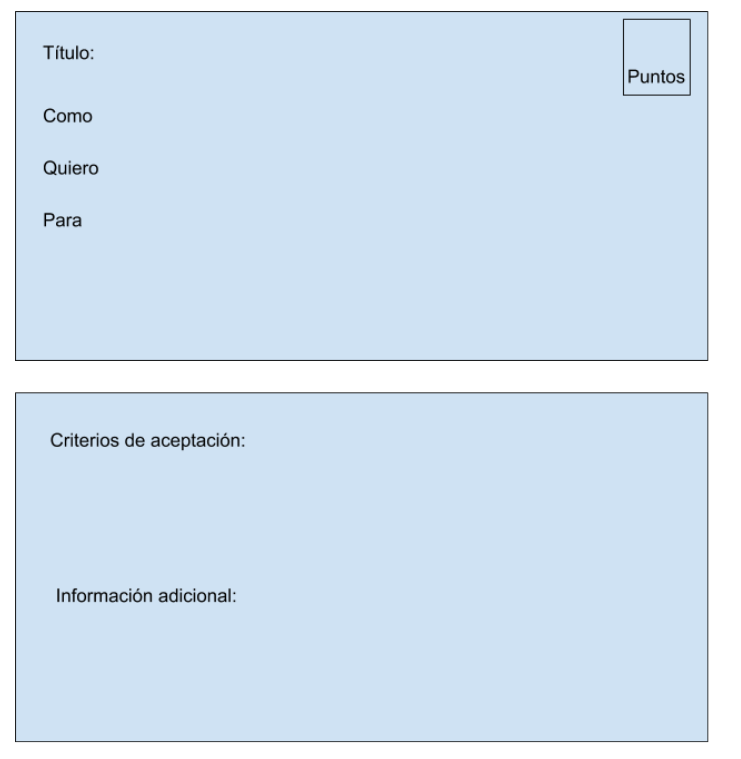 Título:
Puntos
Como
Quiero
Para
Criterios de aceptación:
Información adicional: